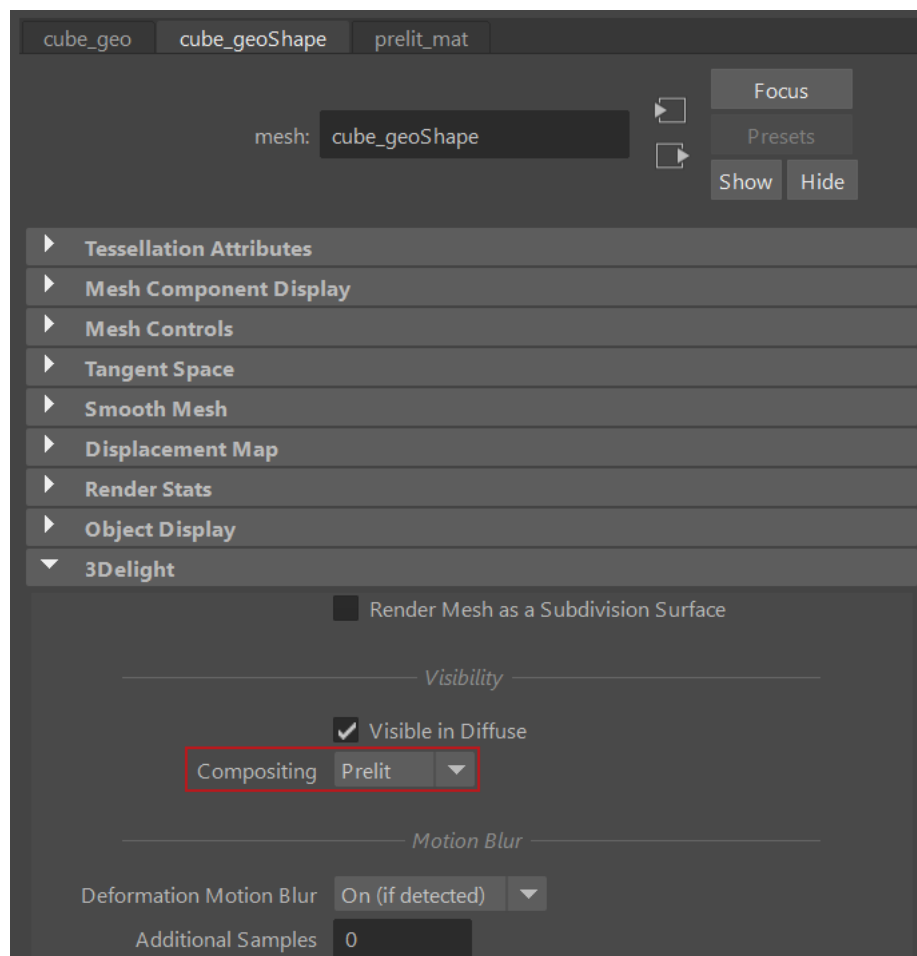 cube_geo cube_geoShape prelit_mat
Focus
mesh: cube_geoShape
Presets
Show Hide
Tessellation Attributes
Mesh Component Display
Mesh Controls
Tangent Space
Smooth Mesh
Displacement Map
Render Stats
Object Display
3Delight
Render Mesh as a Subdivision Surface
Visibility
Visible in Diffuse
Compositing Prelit
Motion Blur
Deformation Motion Blur On (if detected)
Additional Samples 0